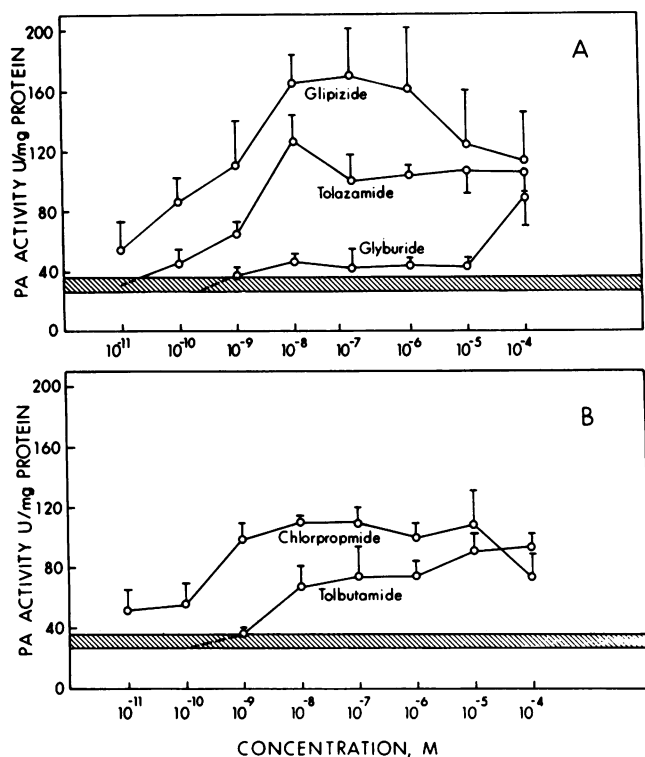 A
PA ACTIVITY U/mg PROTEIN
200
160
120
80
40
0
Glipizide
Tolazamide
Glyburide
10⁻¹¹ 10⁻¹⁰ 10⁻⁹ 10⁻⁸ 10⁻⁷ 10⁻⁶ 10⁻⁵ 10⁻⁴
B
PA ACTIVITY U/mg PROTEIN
200
160
120
80
40
0
Chlorpropmide
Tolbutamide
10⁻¹¹ 10⁻¹⁰ 10⁻⁹ 10⁻⁸ 10⁻⁷ 10⁻⁶ 10⁻⁵ 10⁻⁴
CONCENTRATION, M